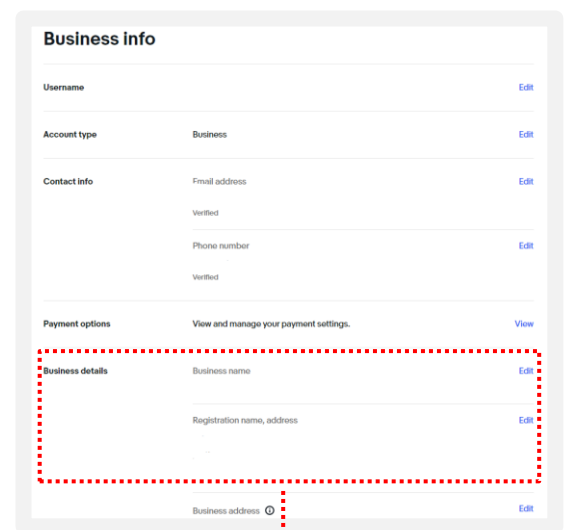 Business info
Username Edit
Account type Business Edit
Contact info Email address Edit
Verified
Phone number Edit
Verified
Payment options View and manage your payment settings. View
Business details Business name Edit
Registration name, address Edit
Business address Edit